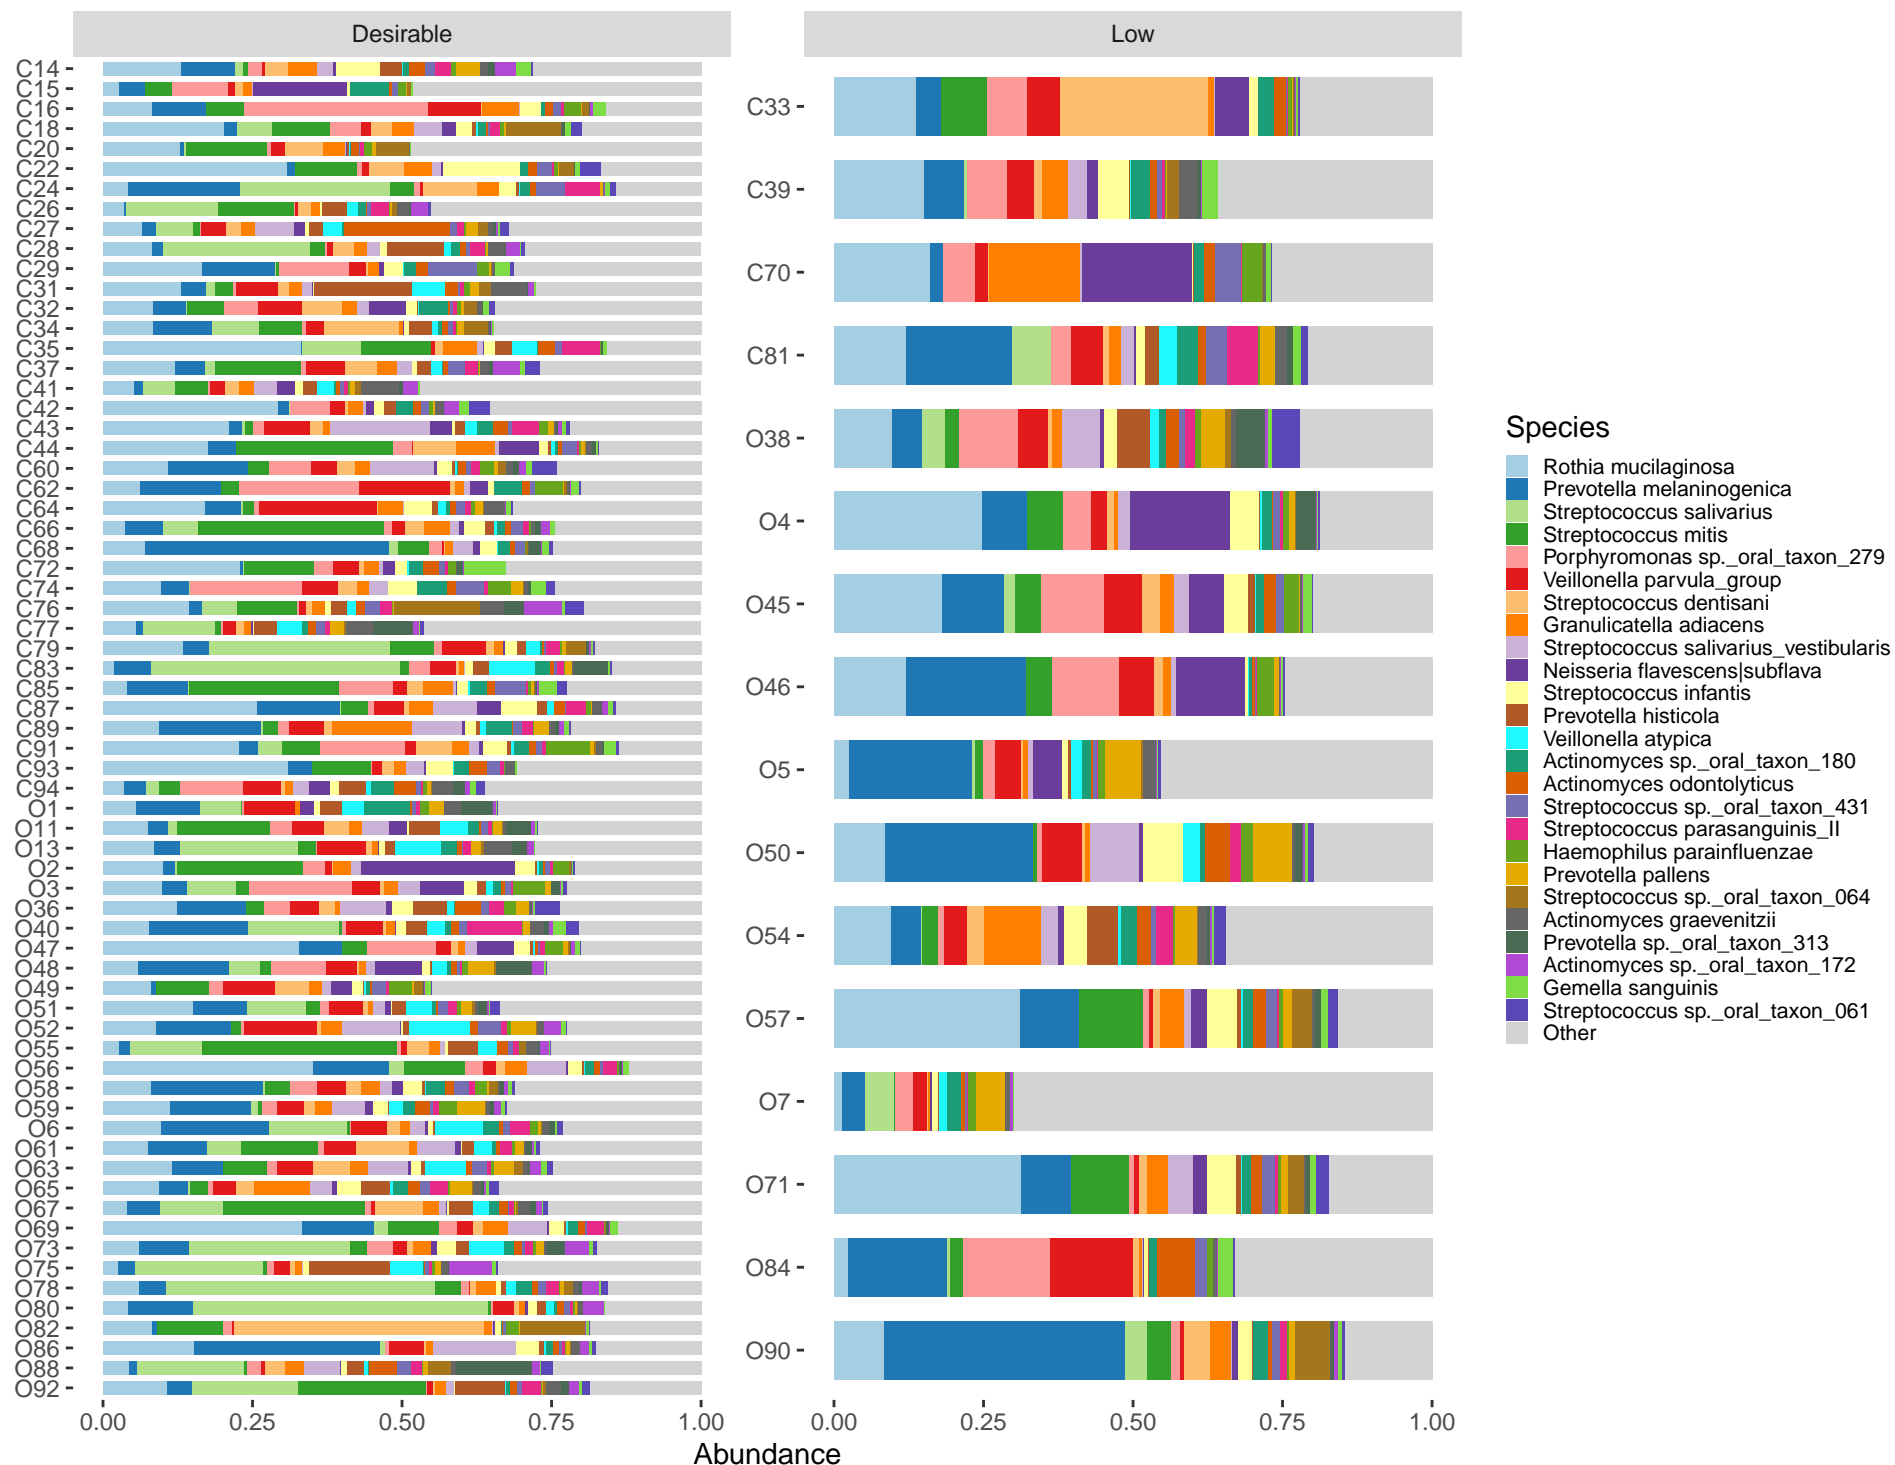 Desirable
Low
C14
C15
C16
C18
C20
C22
C24
C26
C27
C28
C29
C31
C32
C34
C35
C37
C41
C42
C43
C44
C60
C62
C64
C66
C68
C72
C74
C76
C77
C79
C83
C85
C87
C89
C91
C93
C94
O1
O11
O13
O2
O3
O36
O40
O47
O48
O49
O51
O52
O55
O56
O58
O59
O6
O61
O63
O65
O67
O69
O73
O75
O78
O80
O82
O86
O88
O92
0.00 0.25 0.50 0.75 1.00
C33
C39
C70
C81
O38
O4
O45
O46
O5
O50
O54
O57
O7
O71
O84
O90
0.00 0.25 0.50 0.75 1.00
Abundance
Species
Rothia mucilaginosa
Prevotella melaninogenica
Streptococcus salivarius
Streptococcus mitis
Porphyromonas sp._oral_taxon_279
Veillonella parvula_group
Streptococcus dentisani
Granulicatella adiacens
Streptococcus salivarius_vestibularis
Neisseria flavescens|subflava
Streptococcus infantis
Prevotella histicola
Veillonella atypica
Actinomyces sp._oral_taxon_180
Actinomyces odontolyticus
Streptococcus sp._oral_taxon_431
Streptococcus parasanguinis_II
Haemophilus parainfluenzae
Prevotella pallens
Streptococcus sp._oral_taxon_064
Actinomyces graevenitzii
Prevotella sp._oral_taxon_313
Actinomyces sp._oral_taxon_172
Gemella sanguinis
Streptococcus sp._oral_taxon_061
Other